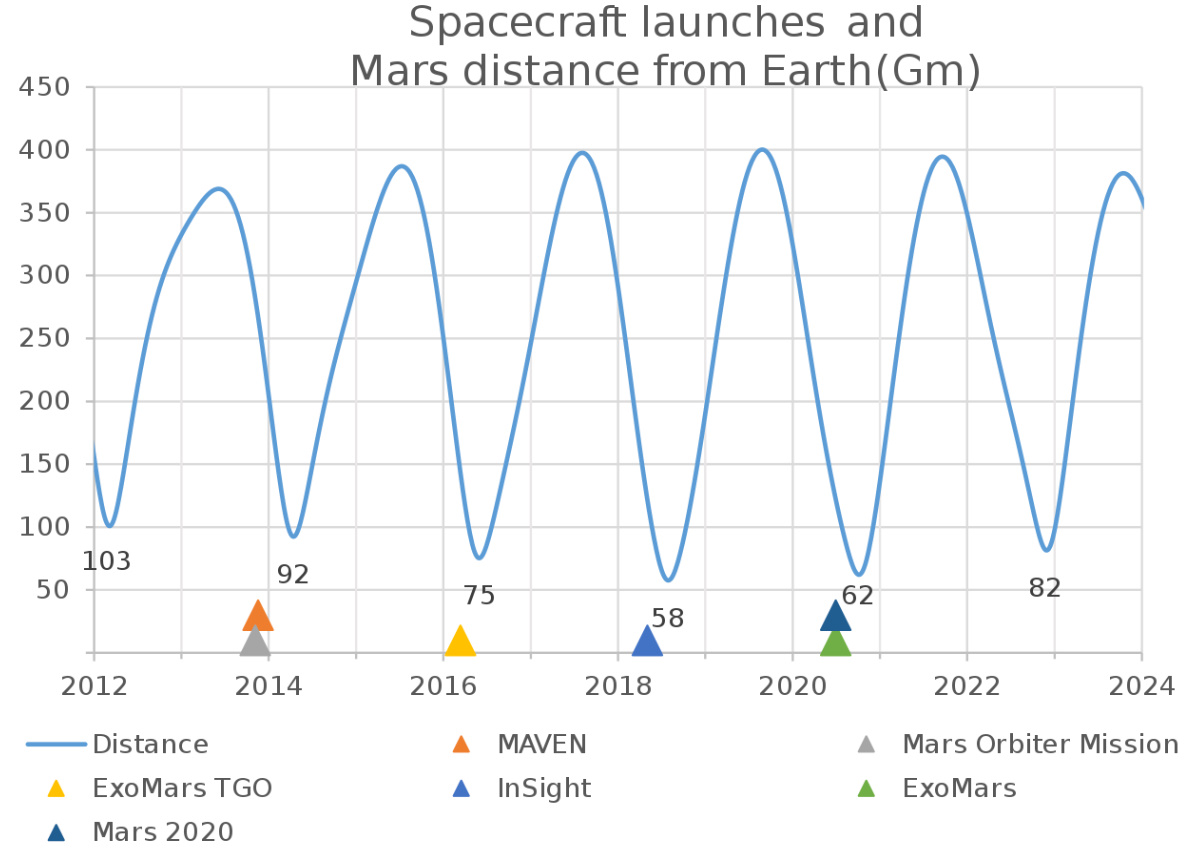 Spacecraft launches and
Mars distance from Earth(Gm)
450
400
350
300
250
200
150
100
50
103
92
75
58
62
82
2012 2014 2016 2018 2020 2022 2024
Distance MAVEN Mars Orbiter Mission
ExoMars TGO InSight ExoMars
Mars 2020